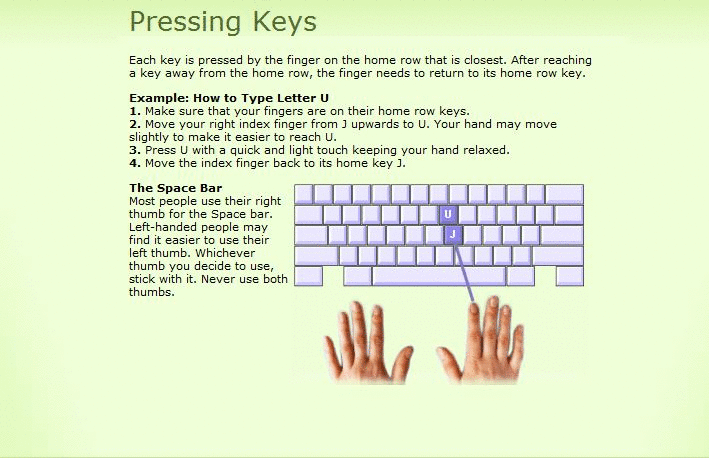 Pressing Keys
Each key is pressed by the finger on the home row that is closest. After reaching
a key away from the home row, the finger needs to return to its home row key.
Example: How to Type Letter U
1. Make sure that your fingers are on their home row keys.
2. Move your right index finger from J upwards to U. Your hand may move
slightly to make it easier to reach U.
3. Press U with a quick and light touch keeping your hand relaxed.
4. Move the index finger back to its home key J.
The Space Bar
Most people use their right
thumb for the Space bar.
Left-handed people may
find it easier to use their
left thumb. Whichever
thumb you decide to use,
stick with it. Never use both
thumbs.
U
J